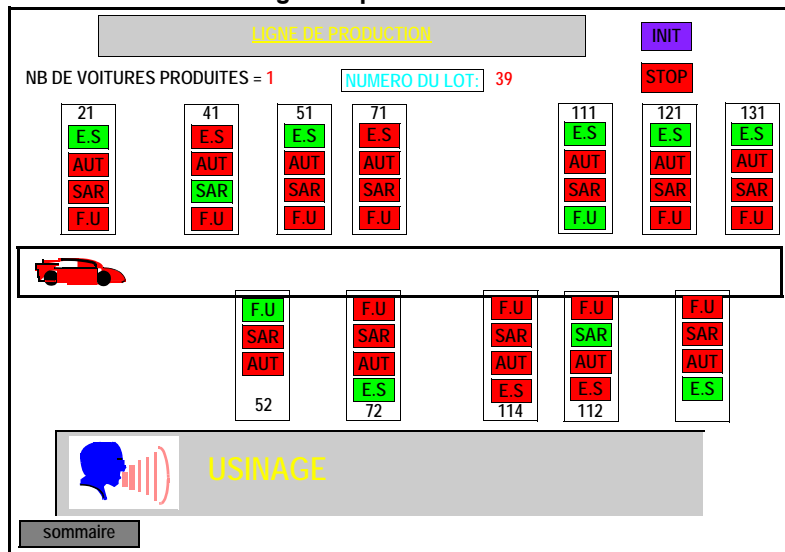 LIGNE DE PRODUCTION
INIT
NB DE VOITURES PRODUITES = 1
NUMERO DU LOT: 39
STOP
21 41 51 71 111 121 131
E.S E.S E.S E.S E.S E.S E.S
AUT AUT AUT AUT AUT AUT AUT
SAR SAR SAR SAR SAR SAR SAR
F.U F.U F.U F.U F.U F.U F.U
F.U F.U F.U F.U F.U
SAR SAR SAR SAR SAR
AUT AUT AUT AUT AUT
E.S E.S E.S E.S
52 72 114 112
USINAGE
sommaire